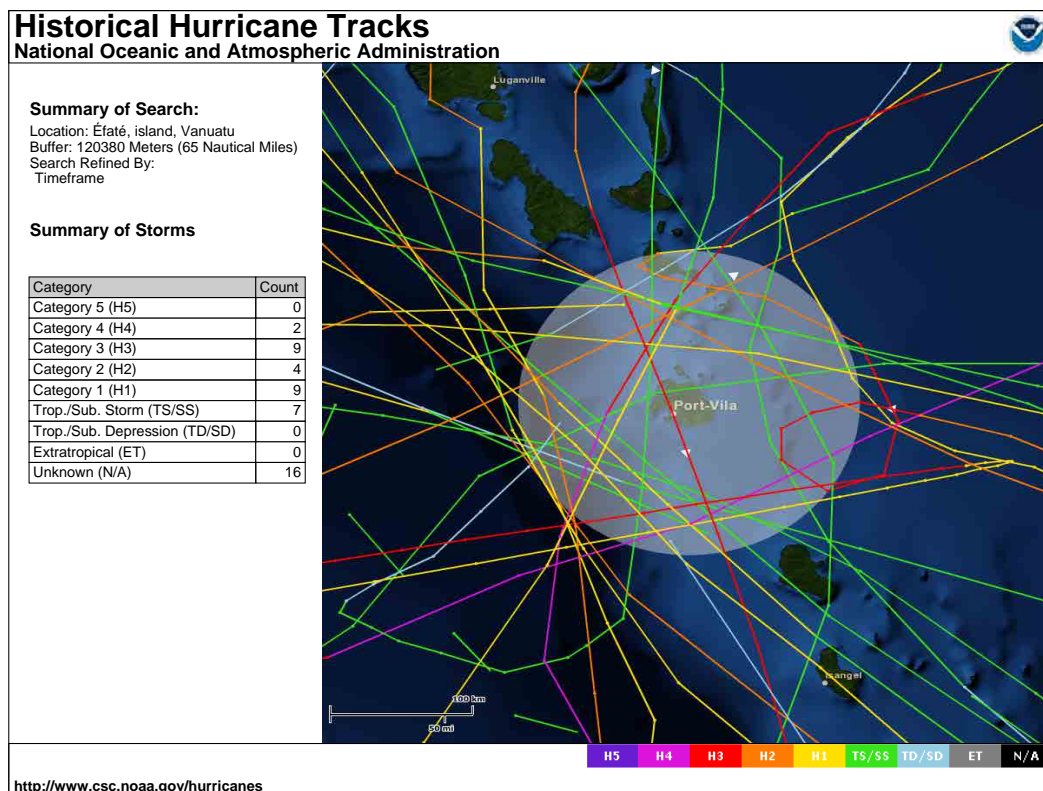 Historical Hurricane Tracks
National Oceanic and Atmospheric Administration
Summary of Search:
Location: Éfaté, island, Vanuatu
Buffer: 120380 Meters (65 Nautical Miles)
Search Refined By:
Timeframe
Summary of Storms
Category Count
Category 5 (H5) 0
Category 4 (H4) 2
Category 3 (H3) 9
Category 2 (H2) 4
Category 1 (H1) 9
Trop./Sub. Storm (TS/SS) 7
Trop./Sub. Depression (TD/SD) 0
Extratropical (ET) 0
Unknown (N/A) 16
Luganville
Port-Vila
Isangel
100 km
50 mi
H5 H4 H3 H2 H1 TS/SS TD/SD ET N/A
http://www.csc.noaa.gov/hurricanes